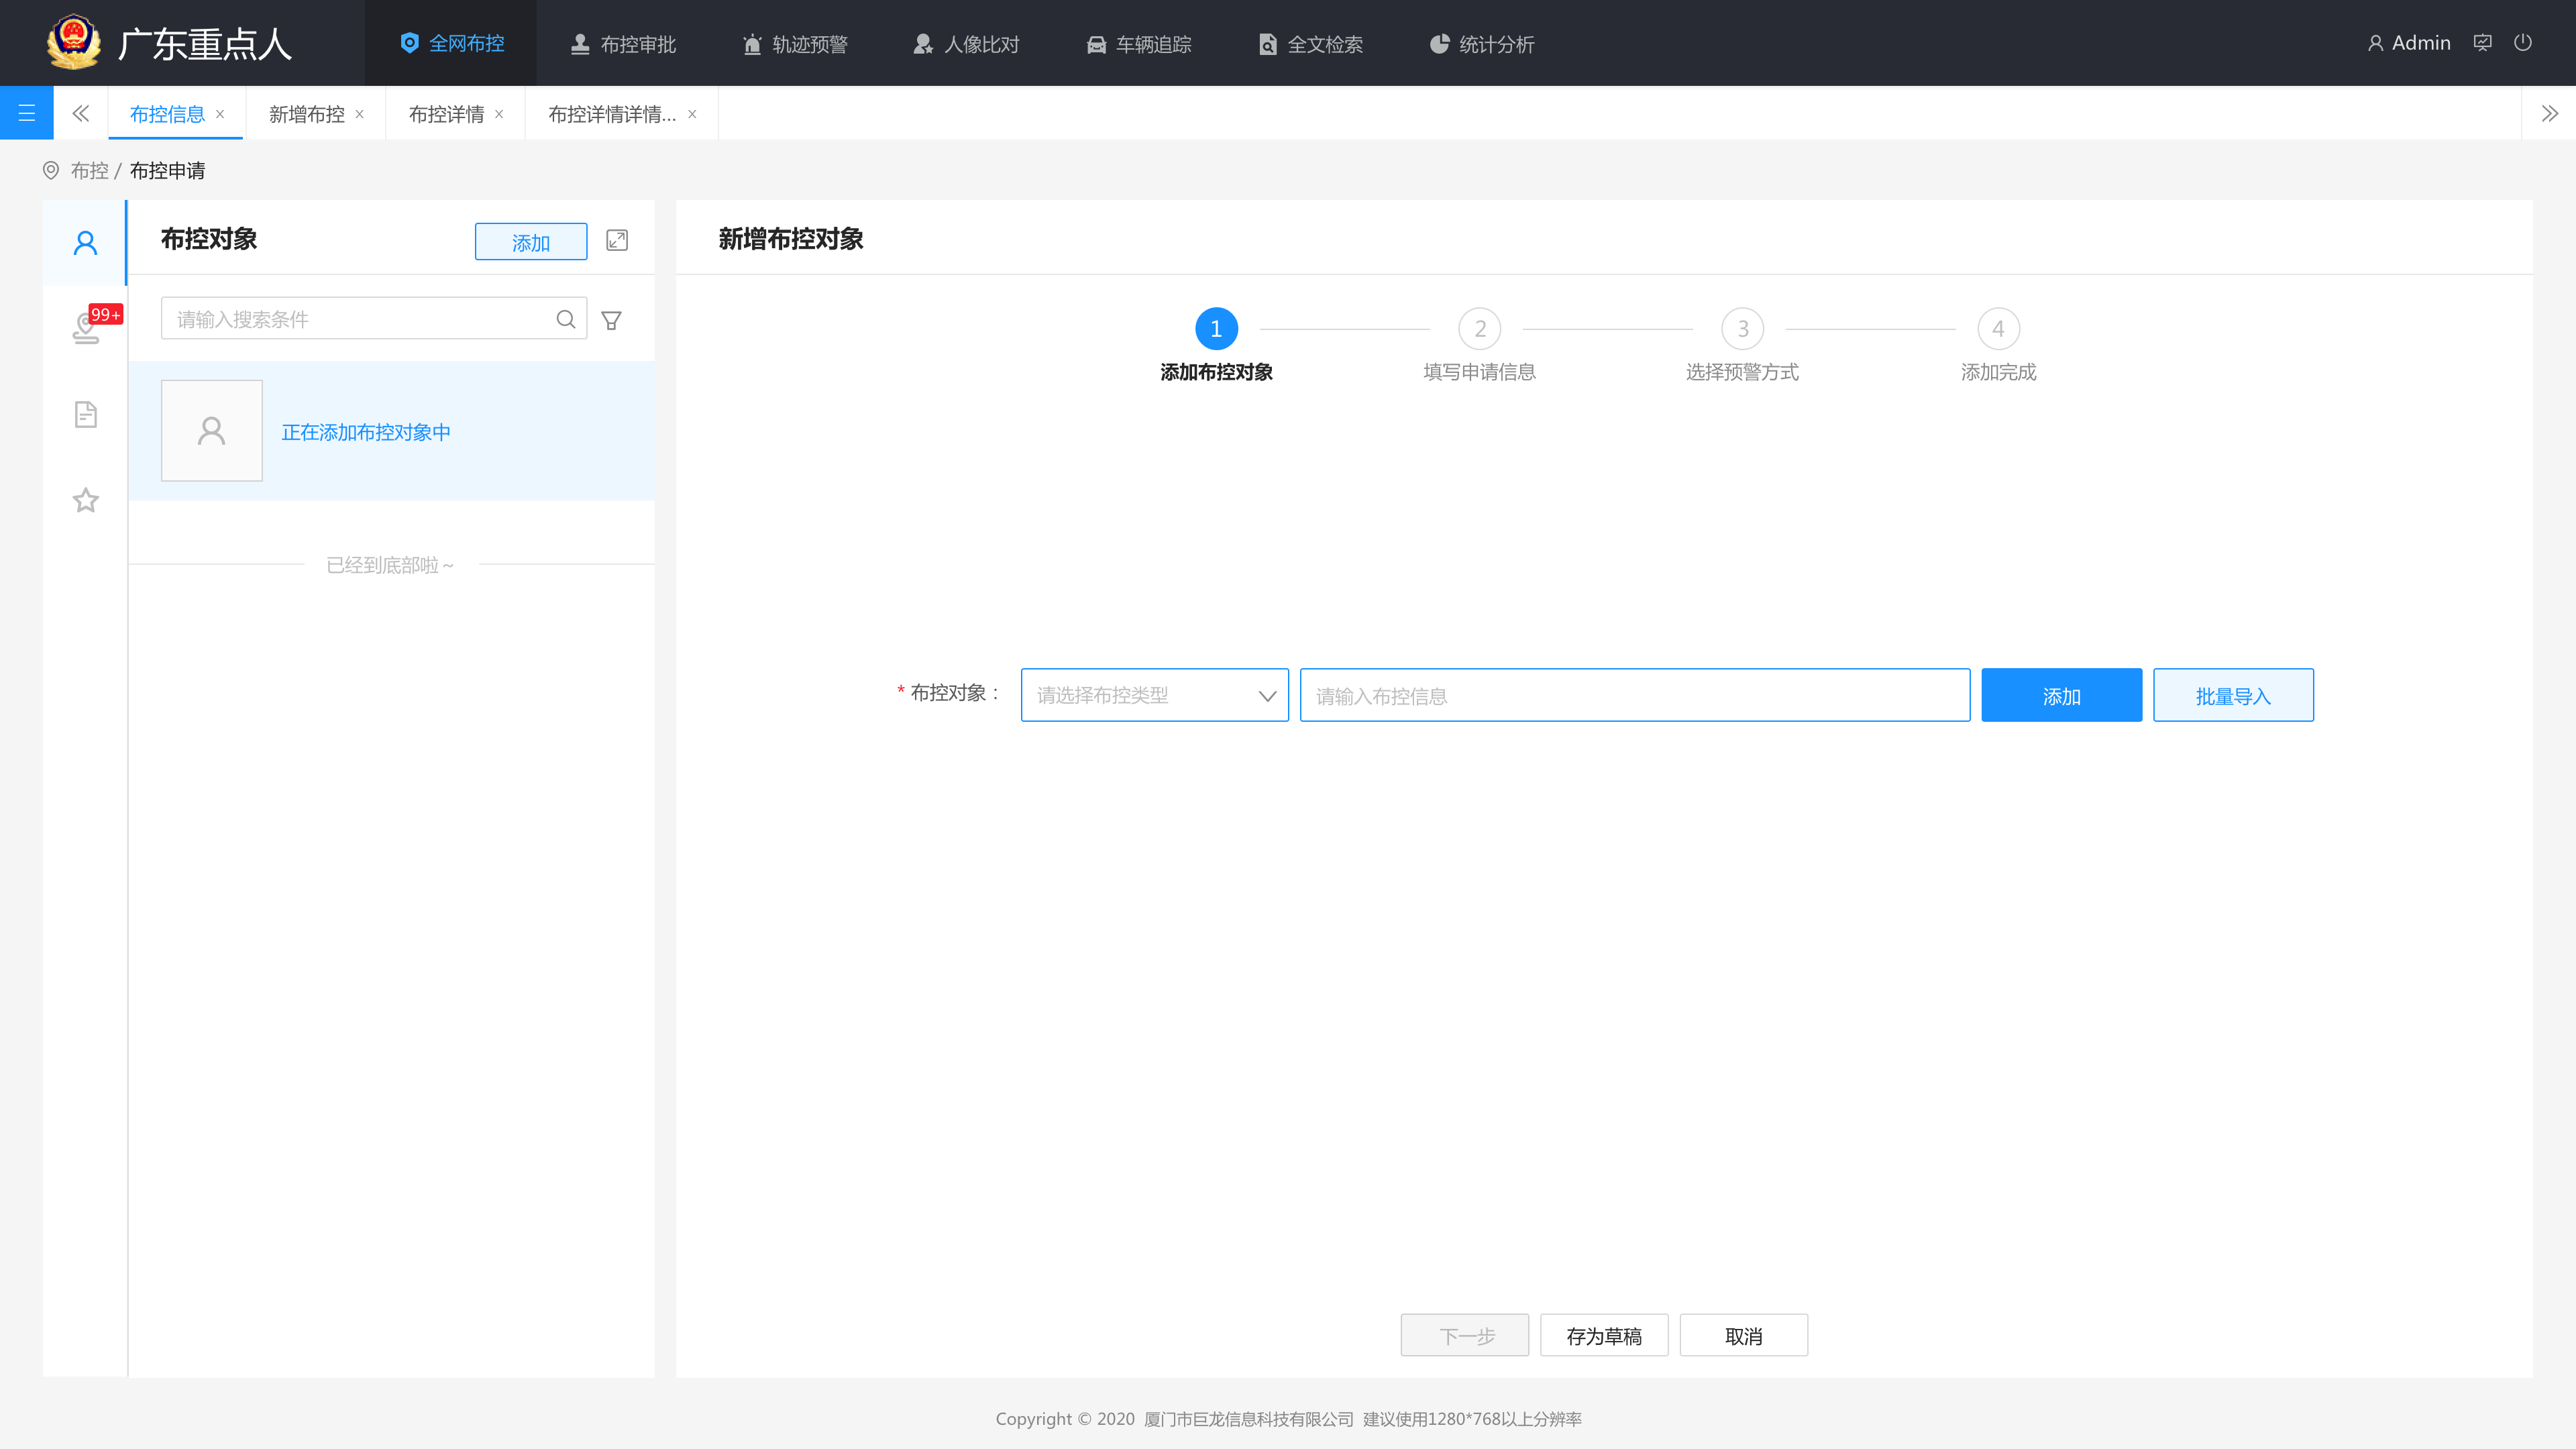 广东重点人
全网布控
布控审批
轨迹预警
人像比对
车辆追踪
全文检索
统计分析
Admin
布控信息
新增布控
布控详情
布控详情详情...
布控 / 布控申请
布控对象
添加
99+
请输入搜索条件
正在添加布控对象中
已经到底部啦 ~
新增布控对象
1
2
3
4
添加布控对象
填写申请信息
选择预警方式
添加完成
* 布控对象：
请选择布控类型
请输入布控信息
添加
批量导入
下一步
存为草稿
取消
Copyright © 2020 厦门市巨龙信息科技有限公司 建议使用1280*768以上分辨率